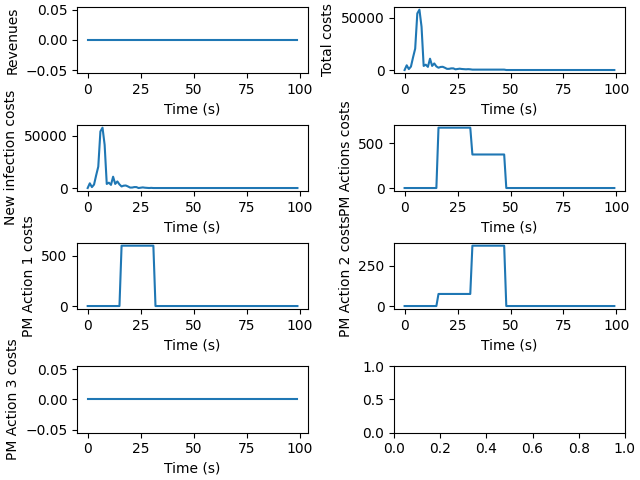 Revenues
0.05
0.00
−0.05
0 25 50 75 100
Time (s)
Total costs
50000
0
0 25 50 75 100
Time (s)
New infection costs
50000
0
0 25 50 75 100
Time (s)
PM Actions costs
500
0
0 25 50 75 100
Time (s)
PM Action 1 costs
500
0
0 25 50 75 100
Time (s)
PM Action 2 costs
250
0
0 25 50 75 100
Time (s)
PM Action 3 costs
0.05
0.00
−0.05
0 25 50 75 100
Time (s)
1.0
0.5
0.0
0.0 0.2 0.4 0.6 0.8 1.0